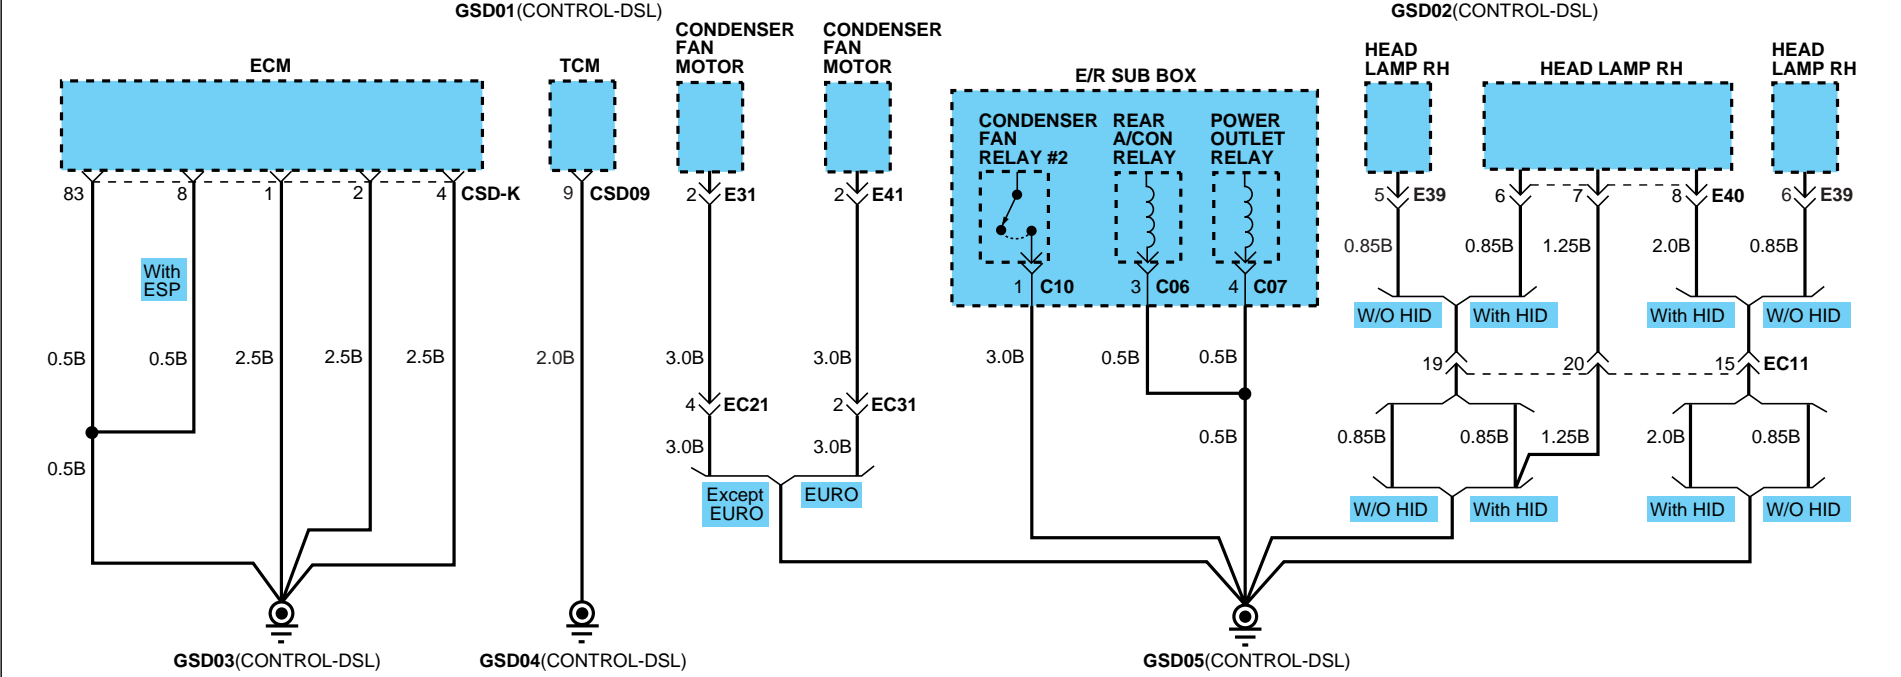 GSD01(CONTROL-DSL)
GSD02(CONTROL-DSL)
ECM
TCM
CONDENSER
FAN
MOTOR
CONDENSER
FAN
MOTOR
E/R SUB BOX
HEAD
LAMP RH
HEAD LAMP RH
HEAD
LAMP RH
CONDENSER
FAN
RELAY #2
REAR
A/CON
RELAY
POWER
OUTLET
RELAY
83
8
1
2
4
CSD-K
9
CSD09
2
E31
2
E41
5
E39
6
7
8
E40
6
E39
1
C10
3
C06
4
C07
With
ESP
0.85B
0.85B
1.25B
2.0B
0.85B
W/O HID
With HID
With HID
W/O HID
0.5B
0.5B
2.5B
2.5B
2.5B
2.0B
3.0B
3.0B
3.0B
0.5B
0.5B
19
20
15
EC11
4
EC21
2
EC31
0.5B
3.0B
3.0B
0.5B
0.85B
0.85B
1.25B
2.0B
0.85B
Except
EURO
EURO
W/O HID
With HID
With HID
W/O HID
GSD03(CONTROL-DSL)
GSD04(CONTROL-DSL)
GSD05(CONTROL-DSL)